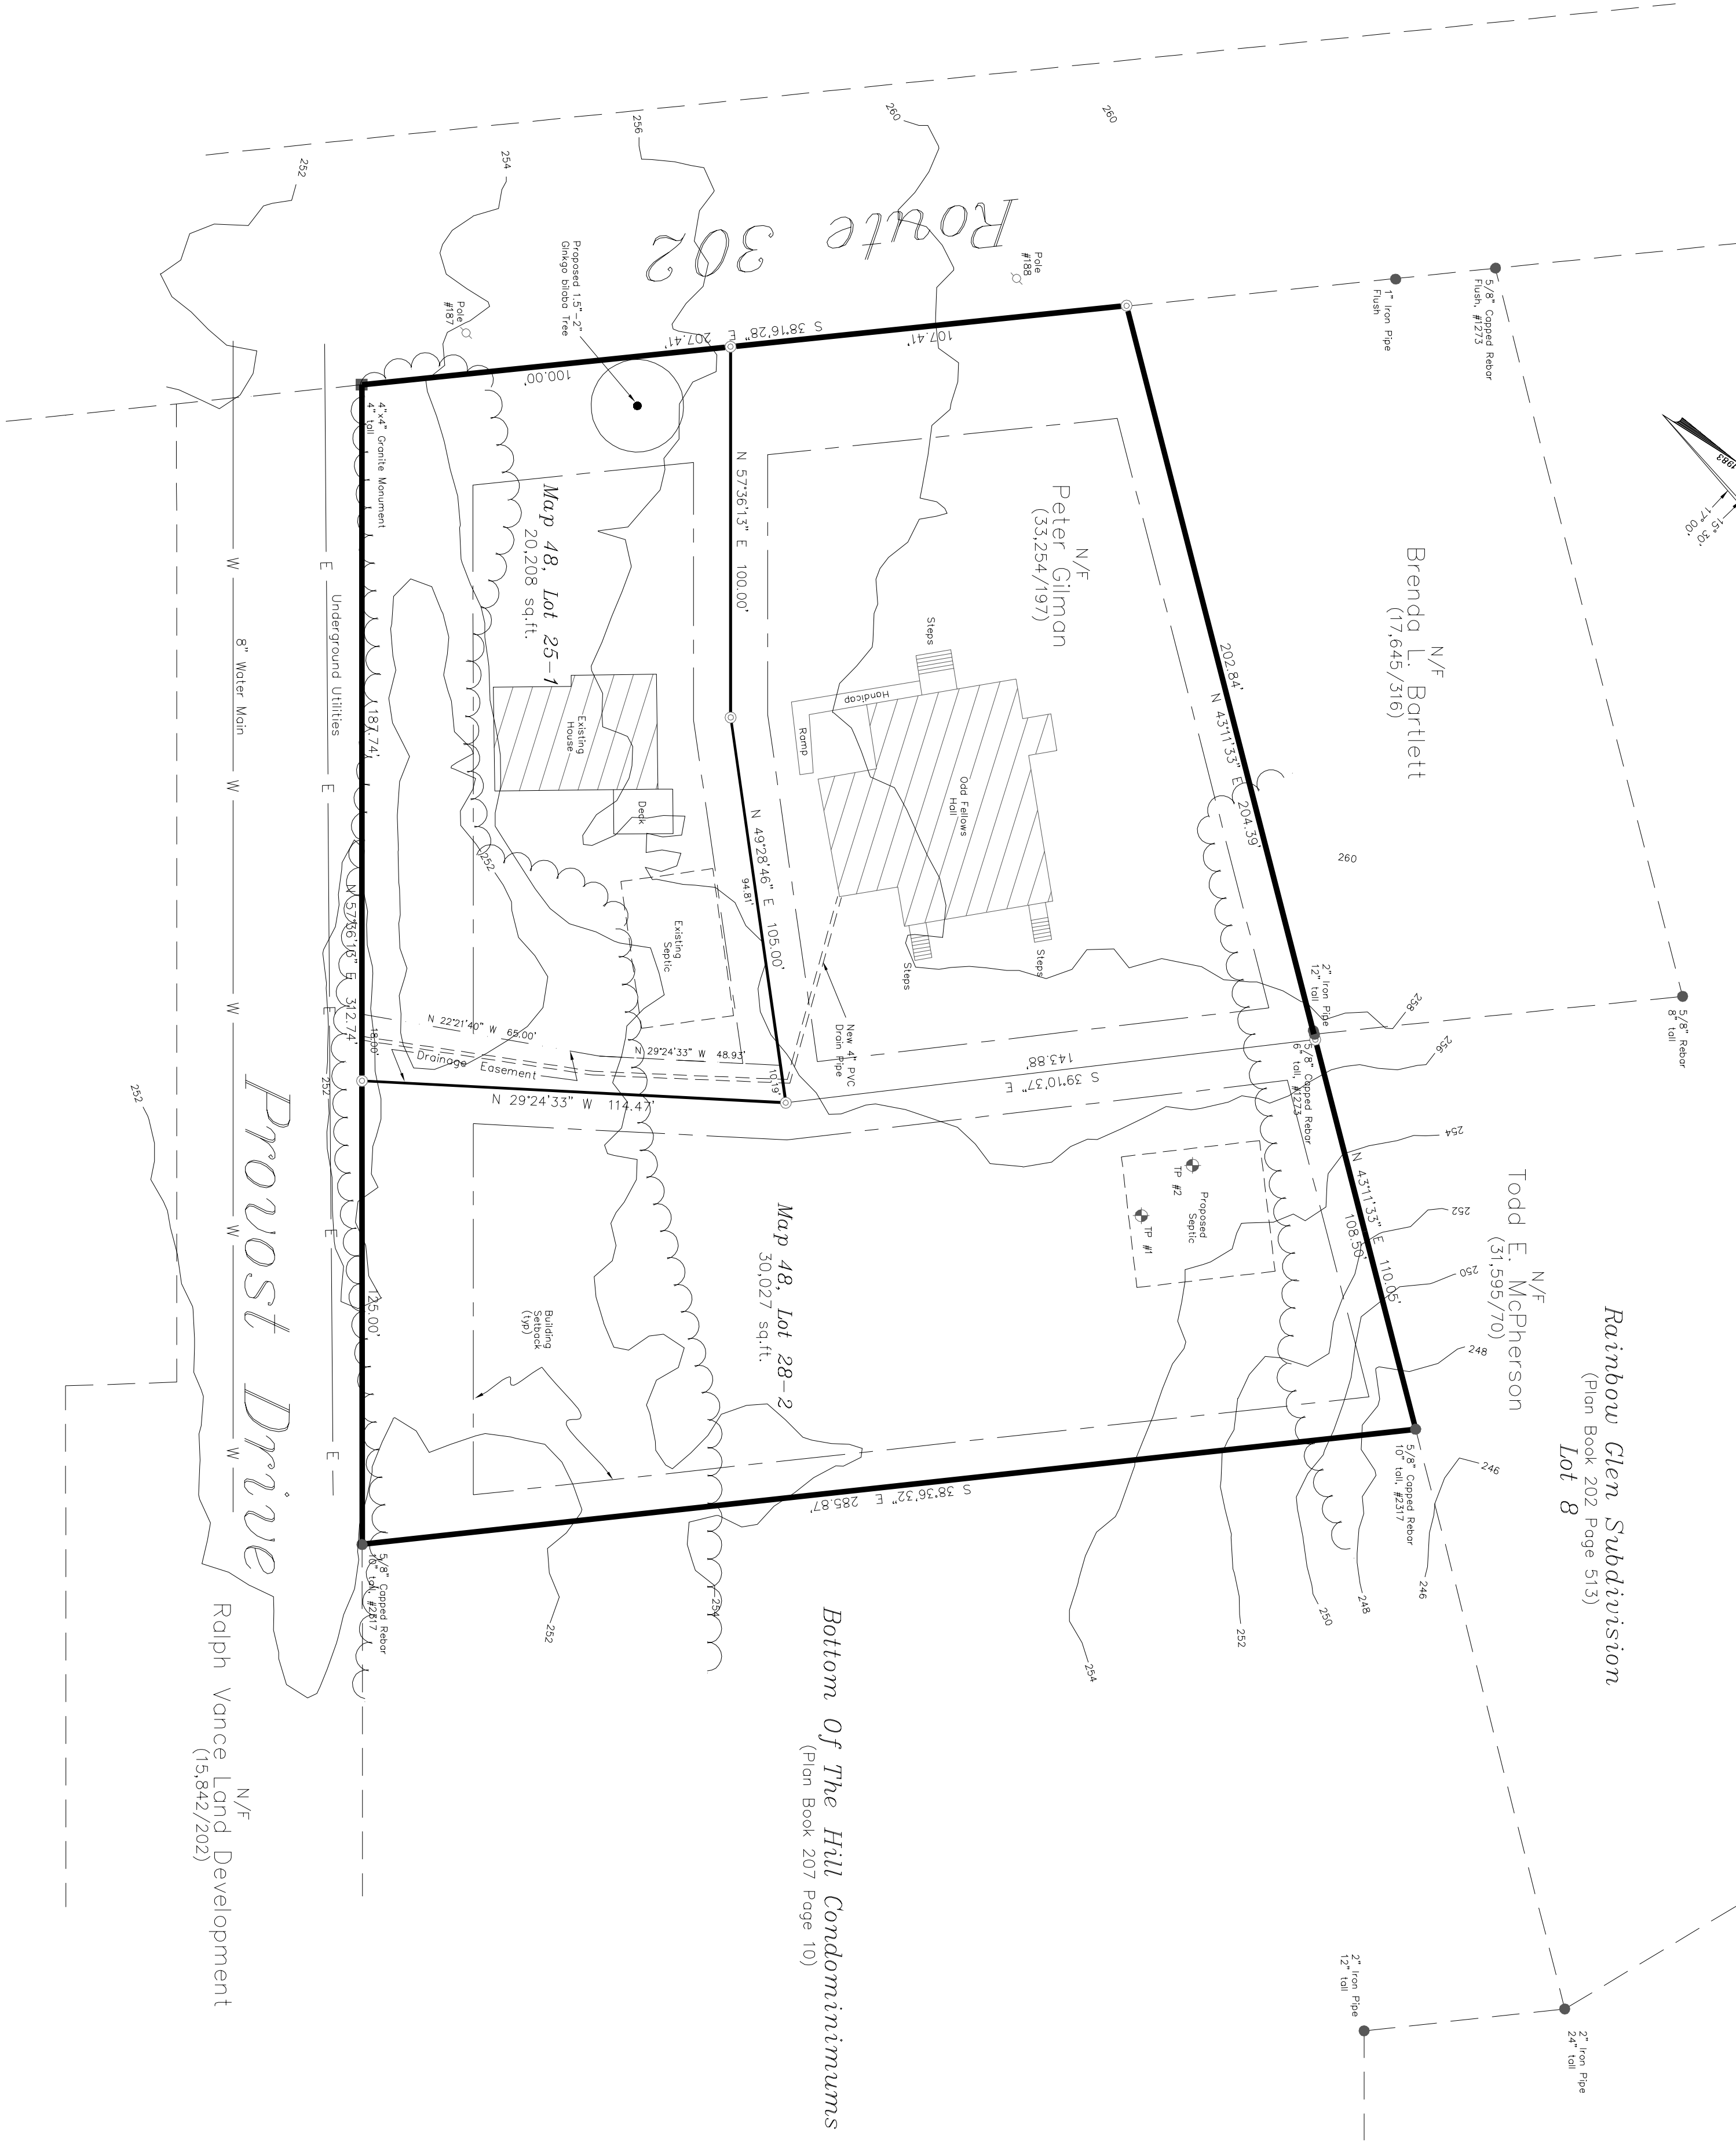 Route 302
Provost Drive
252
254
256
260
260
Pole
#188
Pole
#187
Proposed 1.5"-2"
Ginkgo biloba Tree
1" Iron Pipe
Flush
5/8" Capped Rebar
Flush, #1273
1983
15° 30'
17° 00'
S 38°16'28" E 207.41'
107.41'
100.00'
4"x4" Granite Monument
4" tall
N 57°36'13" E 100.00'
Map 48, Lot 25-1
20,208 sq.ft.
N/F
Peter Gilman
(33,254/197)
N/F
Brenda L. Bartlett
(17,645/316)
202.84'
N 43°11'33" E 204.39'
Steps
Handicap
Ramp
Odd Fellows
Hall
Steps
Steps
Existing
House
Deck
Existing
Septic
N 49°28'46" E 105.00'
94.81'
10.19'
New 4" PVC
Drain Pipe
Underground Utilities
E
E
E
E
E
8" Water Main
W
W
W
W
W
187.74'
N 57°36'13" E 312.74'
18.00'
125.00'
252
N 22°21'40" W 65.00'
N 29°24'33" W 48.93'
Drainage Easement
N 29°24'33" W 114.47'
S 39°10'37" E
143.88'
2" Iron Pipe
12" tall
5/8" Capped Rebar
6" tall, #1273
5/8" Rebar
8" tall
260
258
256
254
252
250
248
246
N 43°11'33" E 110.05'
108.50'
TP #2
TP #1
Proposed
Septic
N/F
Todd E. McPherson
(31,595/70)
Rainbow Glen Subdivision
(Plan Book 202 Page 513)
Lot 8
Map 48, Lot 28-2
30,027 sq.ft.
Building
Setback
(typ)
S 38°36'32" E 285.87'
5/8" Capped Rebar
10" tall, #2317
5/8" Capped Rebar
10" tall, #2317
252
252
252
254
254
252
250
248
246
Bottom Of The Hill Condominimums
(Plan Book 207 Page 10)
N/F
Ralph Vance Land Development
(15,842/202)
2" Iron Pipe
12" tall
2" Iron Pipe
24" tall